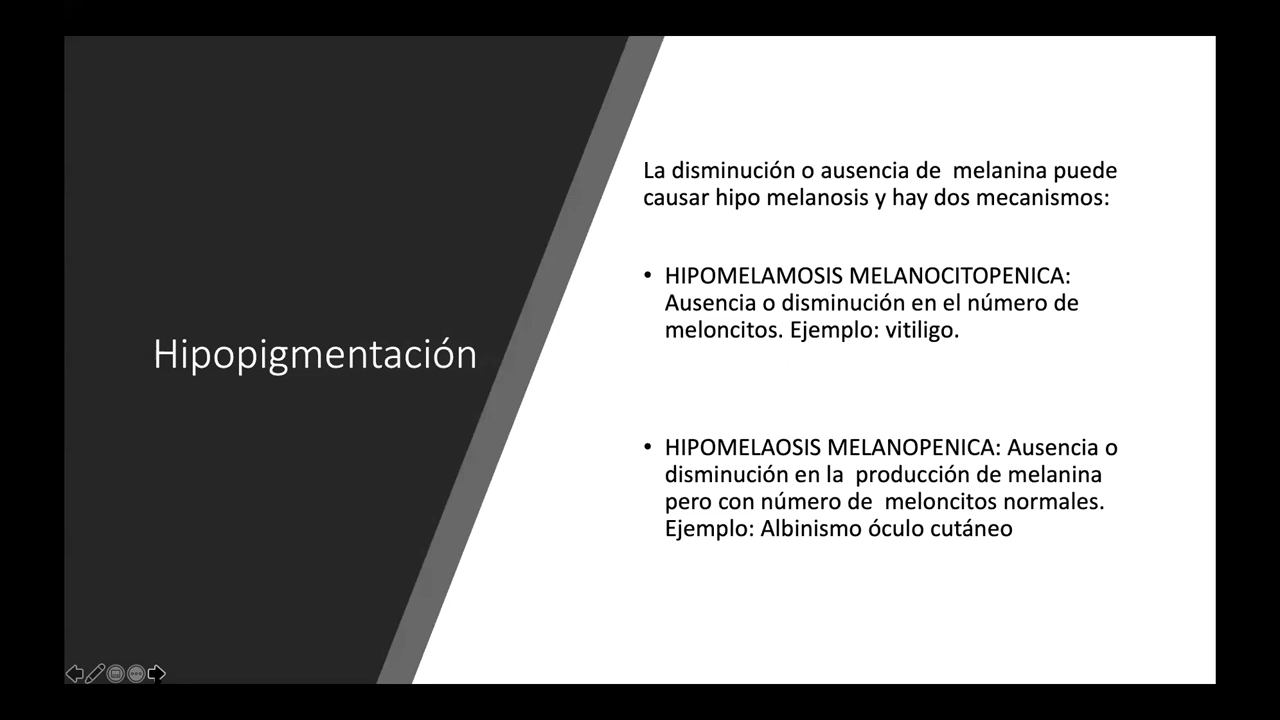 Hipopigmentación
La disminución o ausencia de  melanina puede
causar hipo melanosis y hay dos mecanismos:
• HIPOMELAMOSIS MELANOCITOPENICA:
Ausencia o disminución en el número de
meloncitos. Ejemplo: vitiligo.
• HIPOMELAOSIS MELANOPENICA: Ausencia o
disminución en la  producción de melanina
pero con número de  meloncitos normales.
Ejemplo: Albinismo óculo cutáneo